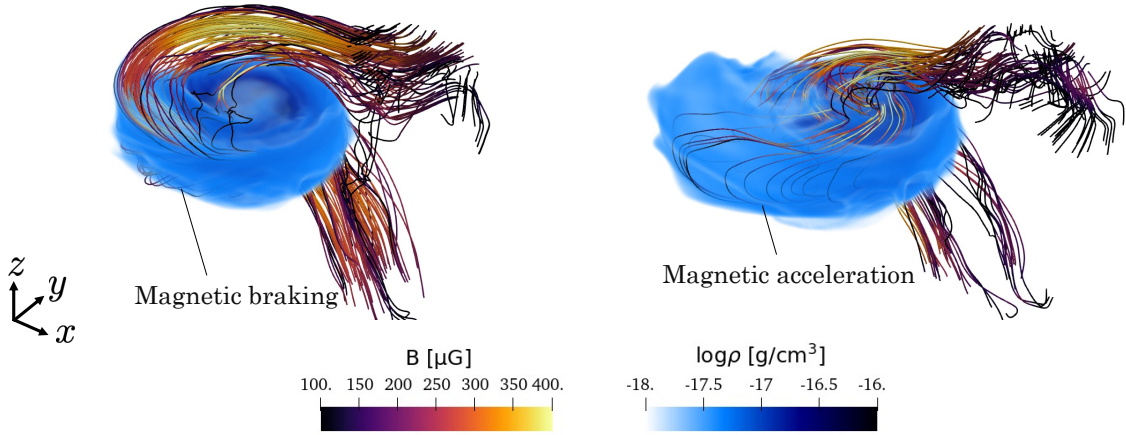 Magnetic braking
Magnetic acceleration
z
y
x
B [μG]
100. 150 200 250 300 350 400.
logρ [g/cm³]
-18. -17.5 -17 -16.5 -16.